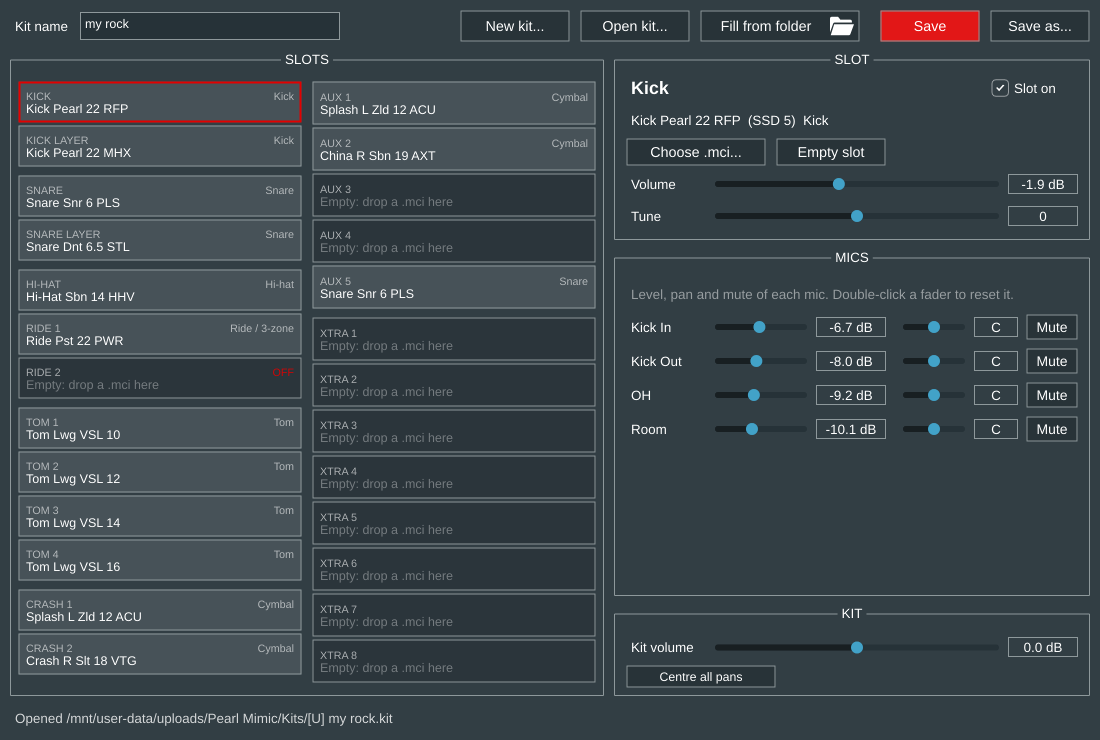 Kit name my rock New kit... Open kit... Fill from folder Save Save as...
SLOTS
KICK Kick
Kick Pearl 22 RFP
KICK LAYER Kick
Kick Pearl 22 MHX
SNARE Snare
Snare Snr 6 PLS
SNARE LAYER Snare
Snare Dnt 6.5 STL
HI-HAT Hi-hat
Hi-Hat Sbn 14 HHV
RIDE 1 Ride / 3-zone
Ride Pst 22 PWR
RIDE 2 OFF
Empty: drop a .mci here
TOM 1 Tom
Tom Lwg VSL 10
TOM 2 Tom
Tom Lwg VSL 12
TOM 3 Tom
Tom Lwg VSL 14
TOM 4 Tom
Tom Lwg VSL 16
CRASH 1 Cymbal
Splash L Zld 12 ACU
CRASH 2 Cymbal
Crash R Slt 18 VTG
AUX 1 Cymbal
Splash L Zld 12 ACU
AUX 2 Cymbal
China R Sbn 19 AXT
AUX 3
Empty: drop a .mci here
AUX 4
Empty: drop a .mci here
AUX 5 Snare
Snare Snr 6 PLS
XTRA 1
Empty: drop a .mci here
XTRA 2
Empty: drop a .mci here
XTRA 3
Empty: drop a .mci here
XTRA 4
Empty: drop a .mci here
XTRA 5
Empty: drop a .mci here
XTRA 6
Empty: drop a .mci here
XTRA 7
Empty: drop a .mci here
XTRA 8
Empty: drop a .mci here
SLOT
Kick Slot on
Kick Pearl 22 RFP (SSD 5) Kick
Choose .mci... Empty slot
Volume -1.9 dB
Tune 0
MICS
Level, pan and mute of each mic. Double-click a fader to reset it.
Kick In -6.7 dB C Mute
Kick Out -8.0 dB C Mute
OH -9.2 dB C Mute
Room -10.1 dB C Mute
KIT
Kit volume 0.0 dB
Centre all pans
Opened /mnt/user-data/uploads/Pearl Mimic/Kits/[U] my rock.kit